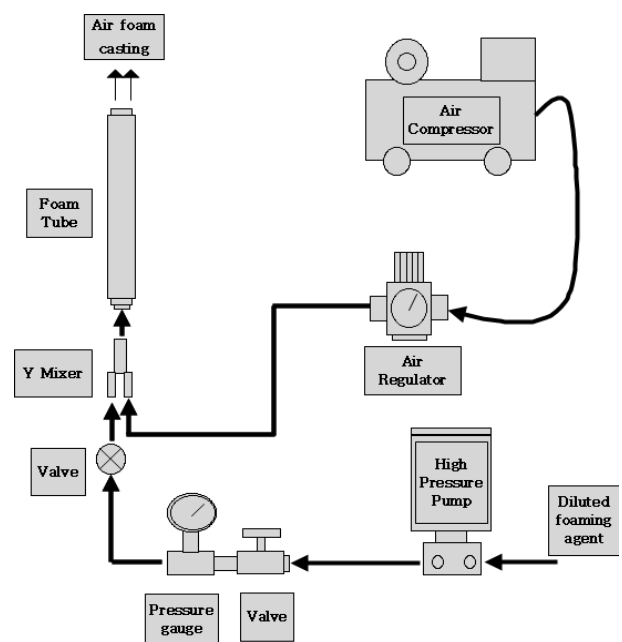 Air foam
casting
Air
Compressor
Foam
Tube
Air
Regulator
Y Mixer
Valve
High
Pressure
Pump
Diluted
foaming
agent
Pressure
gauge
Valve